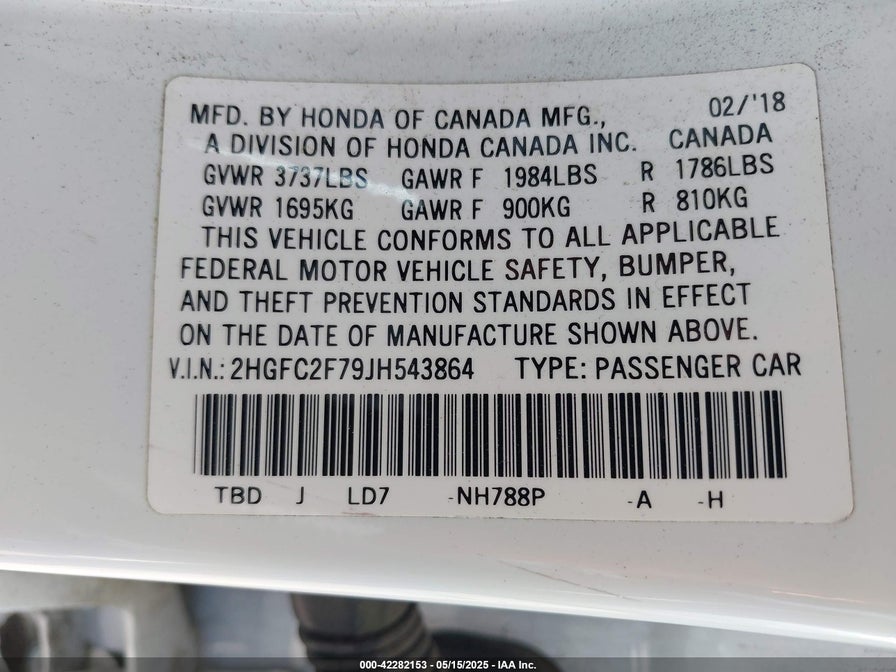 MFD. BY HONDA OF CANADA MFG., 02/'18
A DIVISION OF HONDA CANADA INC. CANADA
GVWR 3737LBS GAWR F 1984LBS R 1786LBS
GVWR 1695KG GAWR F 900KG R 810KG
THIS VEHICLE CONFORMS TO ALL APPLICABLE
FEDERAL MOTOR VEHICLE SAFETY, BUMPER,
AND THEFT PREVENTION STANDARDS IN EFFECT
ON THE DATE OF MANUFACTURE SHOWN ABOVE.
V.I.N.: 2HGFC2F79JH543864 TYPE: PASSENGER CAR
TBD J LD7 -NH788P -A -H
000-42282153 — 05/15/2025 — IAA Inc.